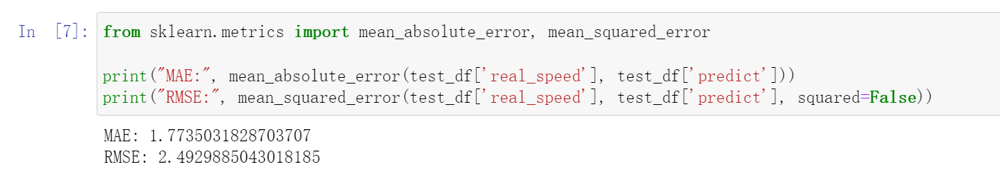 In [7]: from sklearn.metrics import mean_absolute_error, mean_squared_error
print("MAE:", mean_absolute_error(test_df['real_speed'], test_df['predict']))
print("RMSE:", mean_squared_error(test_df['real_speed'], test_df['predict'], squared=False))
MAE: 1.7735031828703707
RMSE: 2.4929885043018185